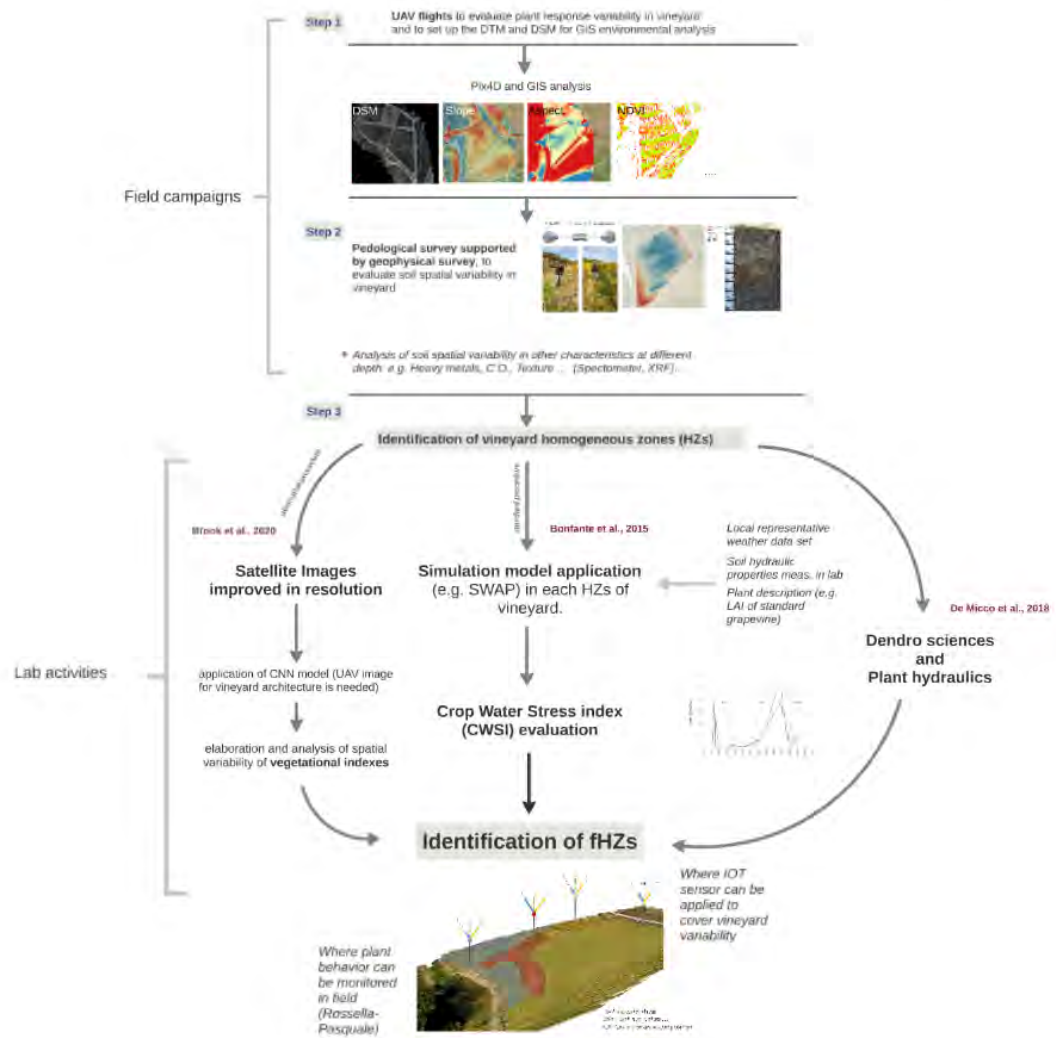 Step 1
UAV flights to evaluate plant response variability in vineyard
and to set up the DTM and DSM for GIS environmental analysis
Pix4D and GIS analysis
DSM
Slope
Aspect
NDVI
Field campaigns
Step 2
Pedological survey supported
by geophysical survey, to
evaluate soil spatial variability in
vineyard
+ Analysis of soil spatial variability in other characteristics at different
depth e.g. Heavy metals, C.O., Texture ... (Spectometer, XRF)...
Step 3
Identification of vineyard homogeneous zones (HZs)
standard procedure
Brook et al., 2020
Bonfante et al., 2015
Local representative
weather data set
Satellite Images
improved in resolution
Simulation model application
(e.g. SWAP) in each HZs of
vineyard.
Soil hydraulic
properties meas. in lab
Plant description (e.g.
LAI of standard
grapevine)
De Micco et al., 2018
Dendro sciences
and
Plant hydraulics
Lab activities
application of CNN model (UAV image
for vineyard architecture is needed)
Crop Water Stress index
(CWSI) evaluation
elaboration and analysis of spatial
variability of vegetational indexes
Identification of fHZs
Where IOT
sensor can be
applied to
cover vineyard
variability
Where plant
behavior can
be monitored
in field
(Rossella-
Pasquale)